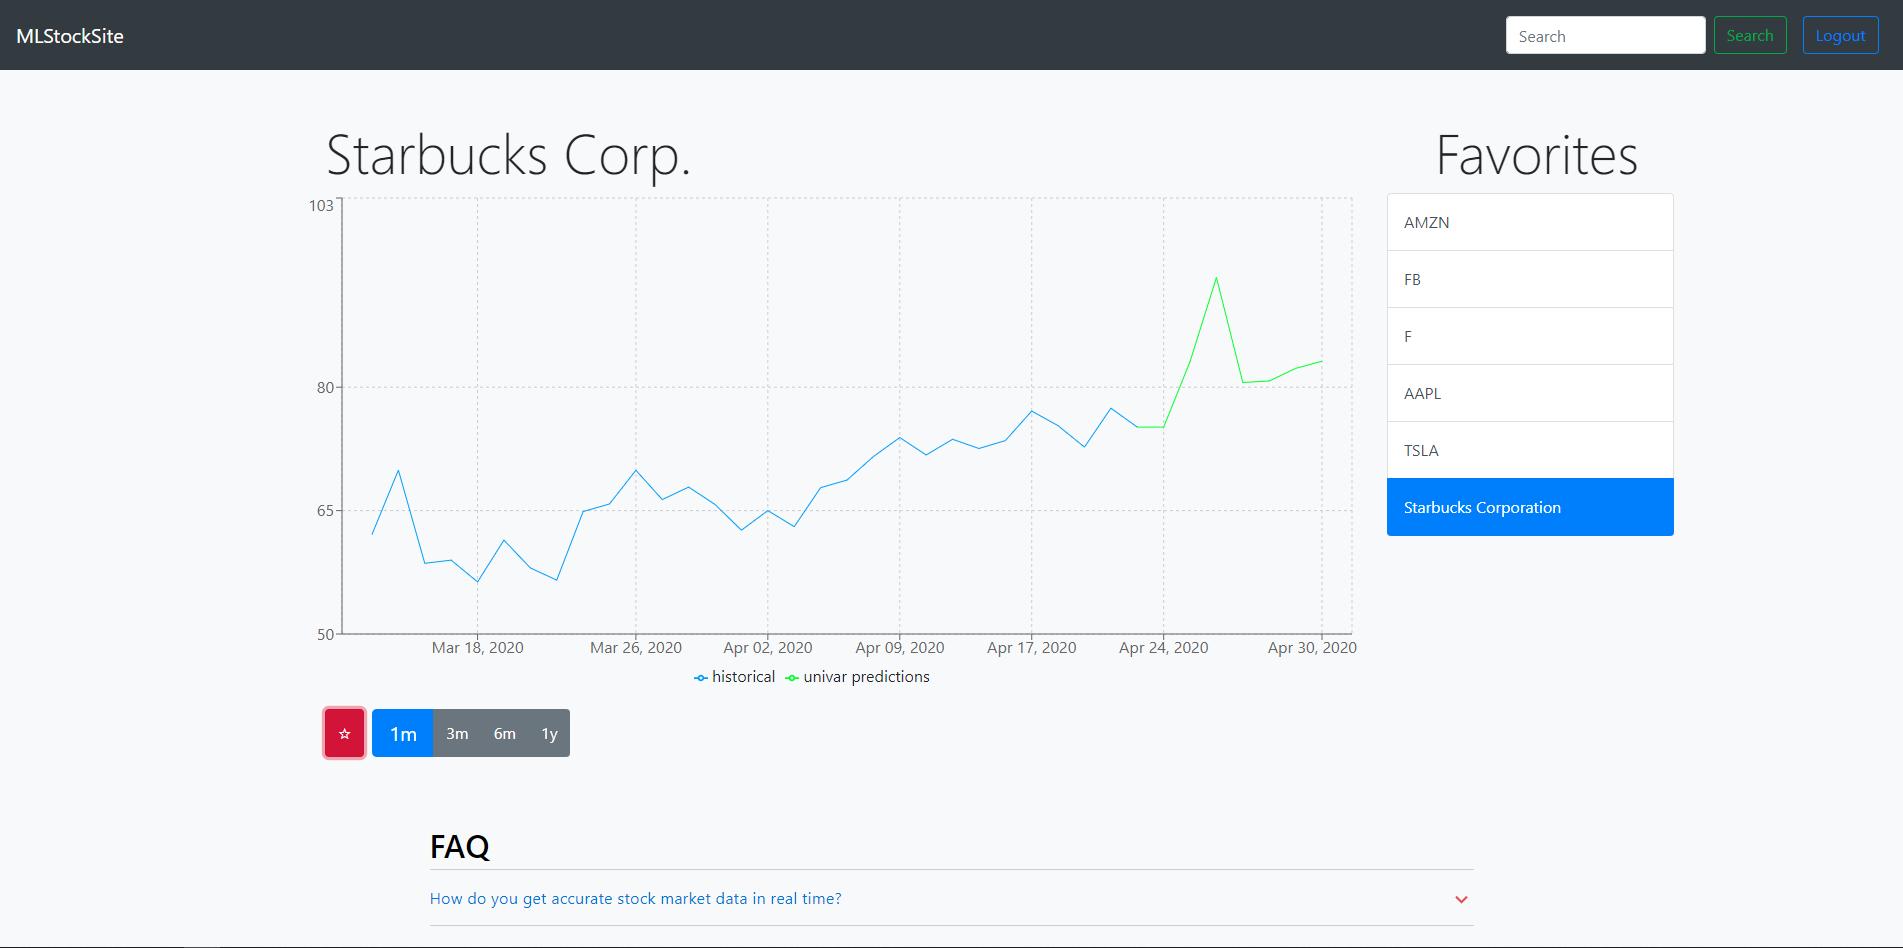 MLStockSite
Search
Search
Logout
Starbucks Corp.
103
80
65
50
Mar 18, 2020
Mar 26, 2020
Apr 02, 2020
Apr 09, 2020
Apr 17, 2020
Apr 24, 2020
Apr 30, 2020
historical
univar predictions
1m
3m
6m
1y
Favorites
AMZN
FB
F
AAPL
TSLA
Starbucks Corporation
FAQ
How do you get accurate stock market data in real time?